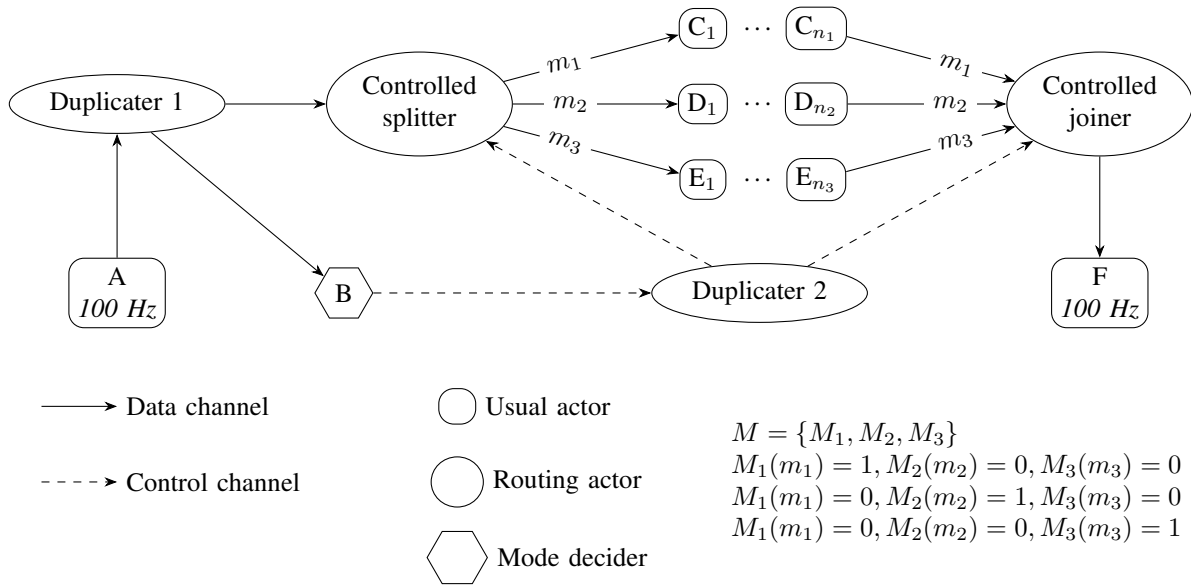 C₁ ⋯ Cₙ₁
m₁ m₁
Duplicater 1
Controlled splitter
m₂ D₁ ⋯ Dₙ₂ m₂
Controlled joiner
m₃ m₃
E₁ ⋯ Eₙ₃
A
100 Hz
B
Duplicater 2
F
100 Hz
Data channel
Usual actor
Control channel
Routing actor
Mode decider
M = {M₁, M₂, M₃}
M₁(m₁) = 1, M₂(m₂) = 0, M₃(m₃) = 0
M₁(m₁) = 0, M₂(m₂) = 1, M₃(m₃) = 0
M₁(m₁) = 0, M₂(m₂) = 0, M₃(m₃) = 1